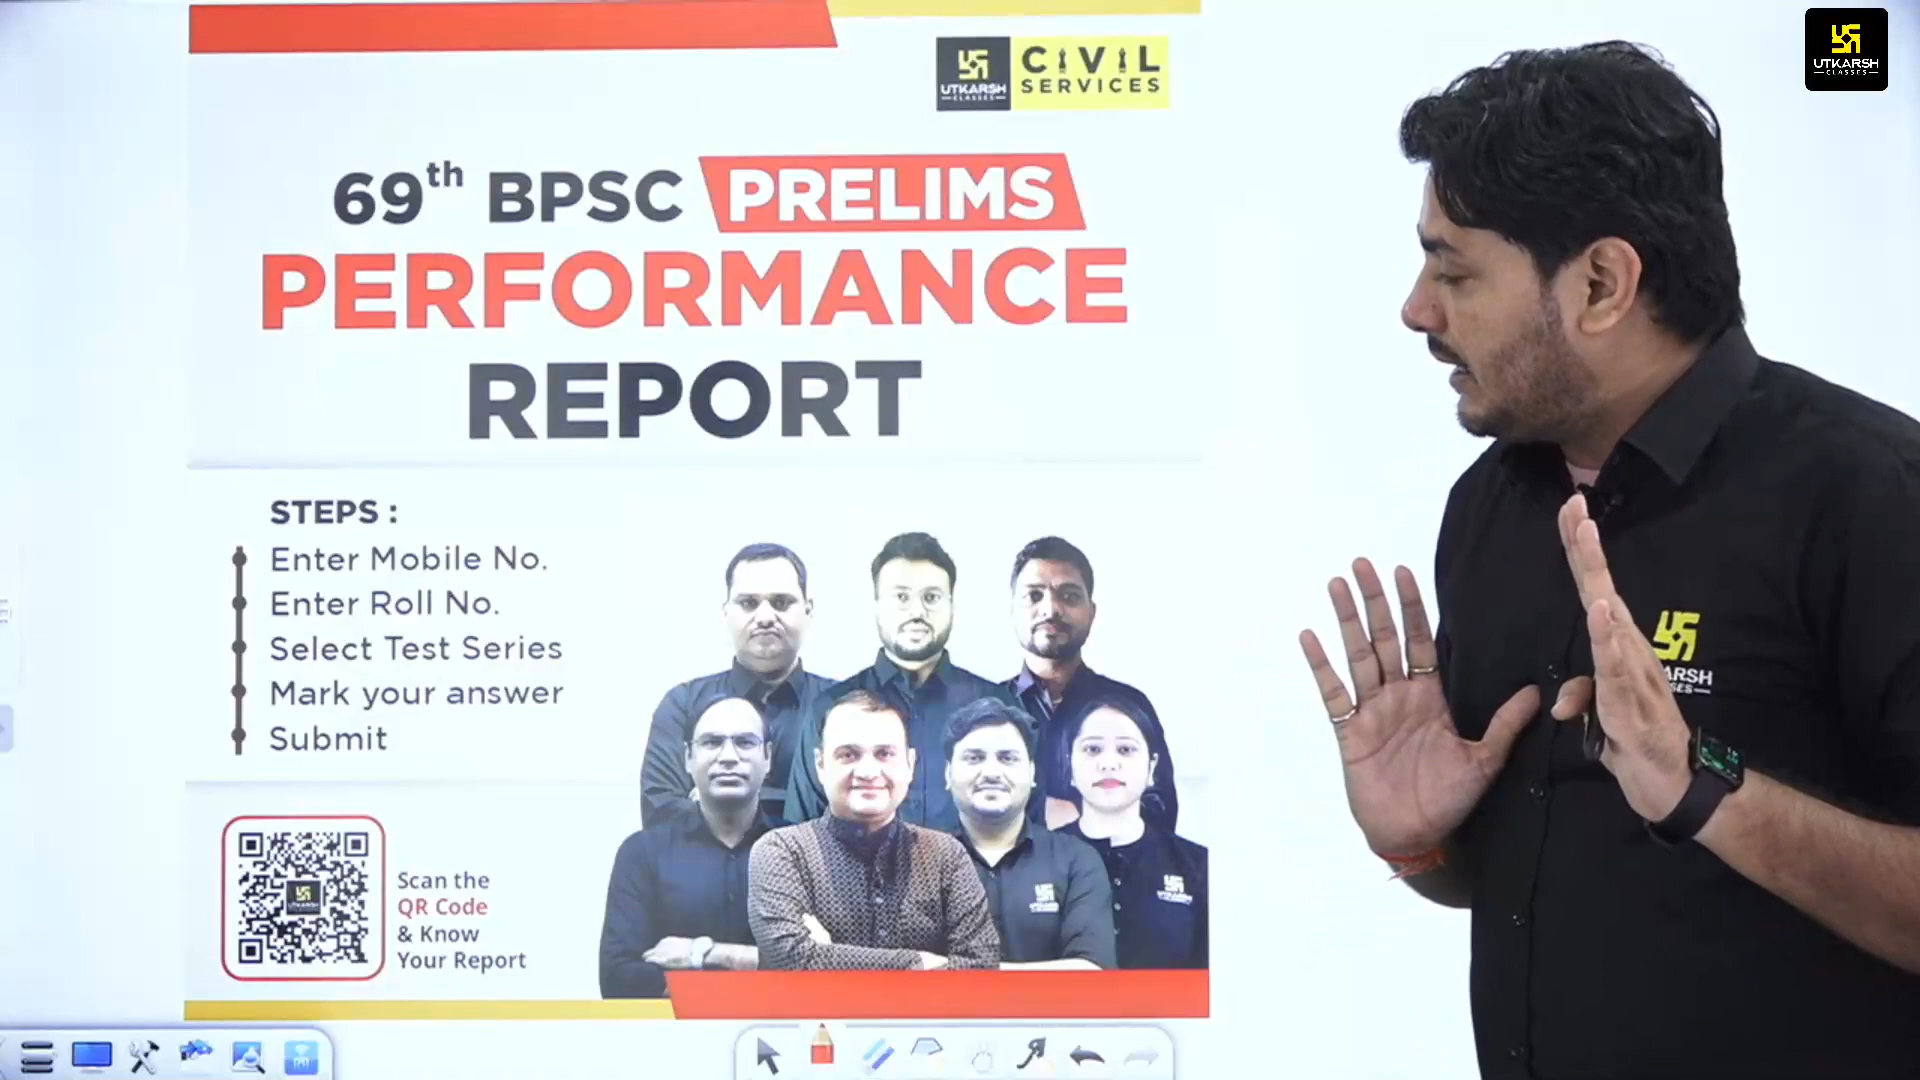 UTKARSH
CLASSES
UTKARSH
CLASSES
CIVIL
SERVICES
69th BPSC PRELIMS
PERFORMANCE
REPORT
STEPS :
Enter Mobile No.
Enter Roll No.
Select Test Series
Mark your answer
Submit
Scan the
QR Code
& Know
Your Report